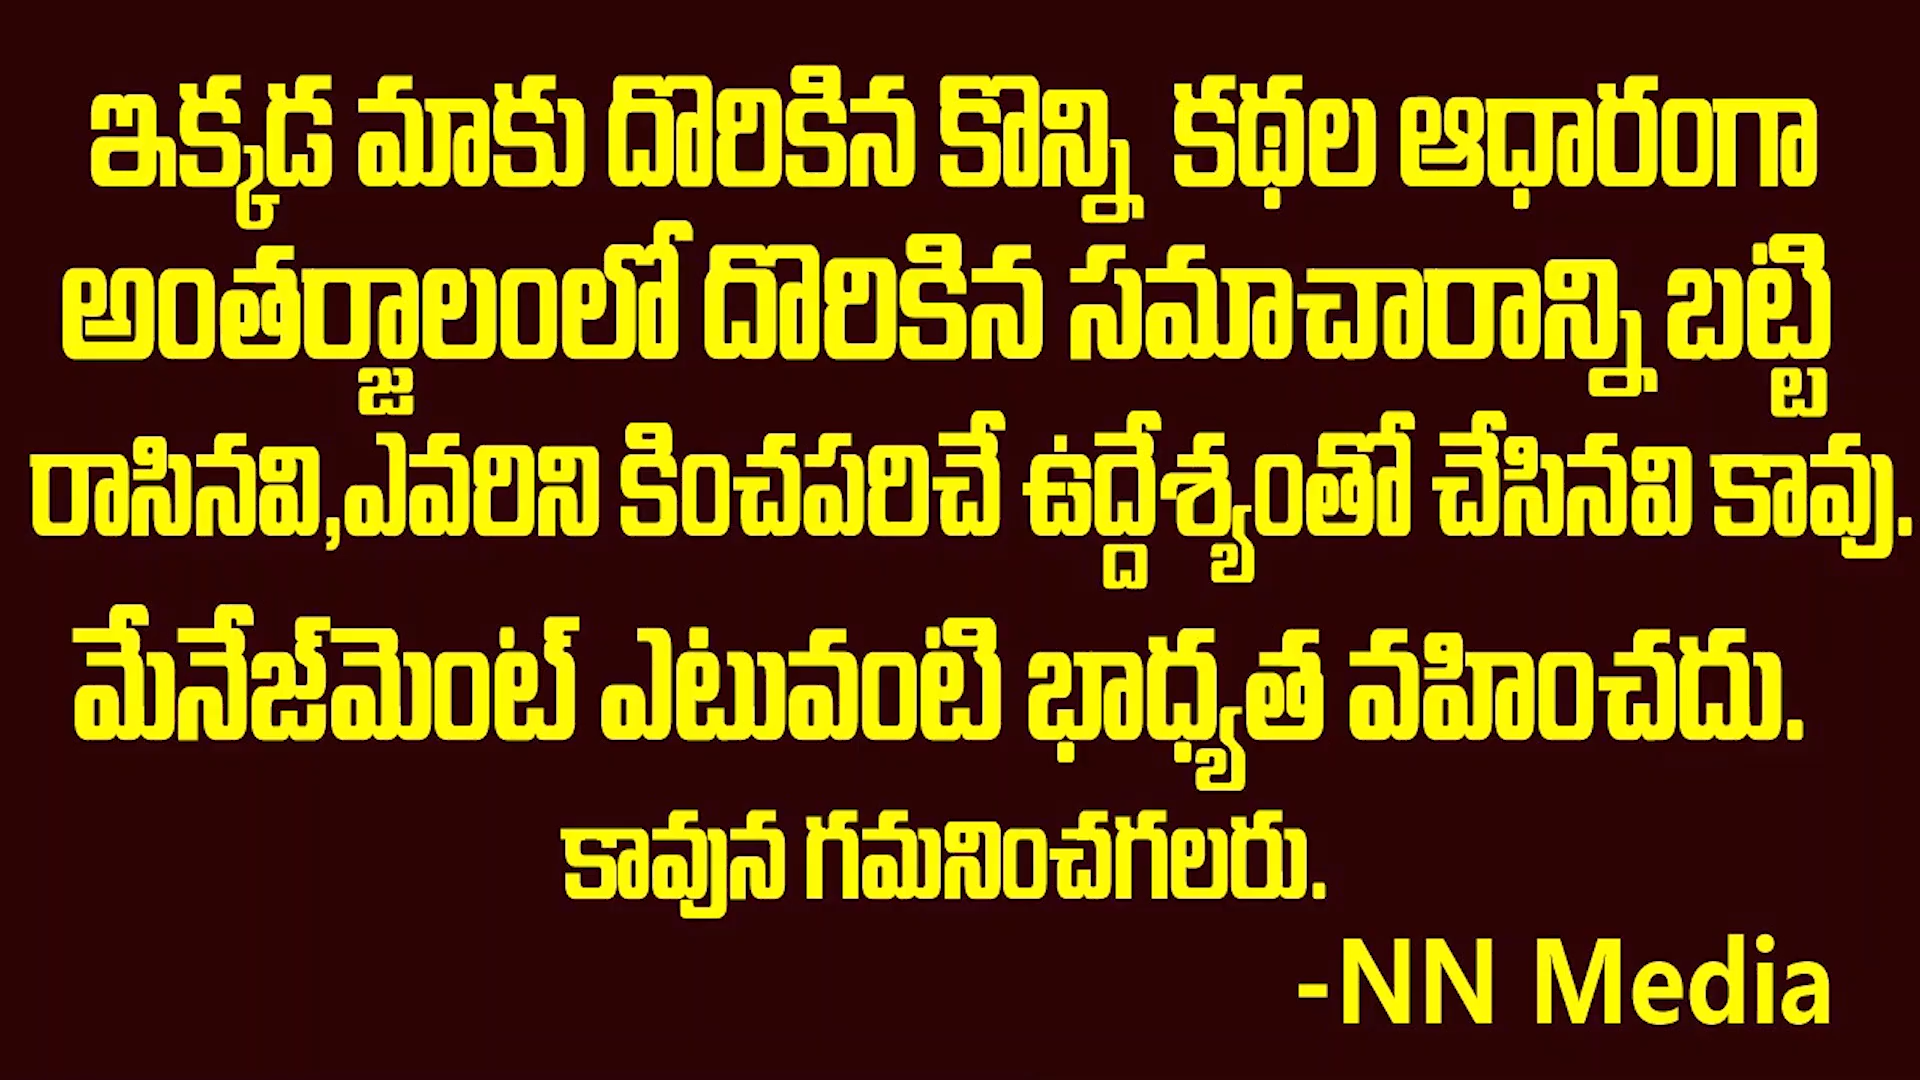 ఇక్కడ మాకు దొరికిన కొన్ని కథల ఆధారంగా
అంతర్జాలంలో దొరికిన సమాచారాన్ని బట్టి
రాసినవి,ఎవరిని కించపరిచే ఉద్దేశ్యంతో చేసినవి కావు.
మేనేజ్‌మెంట్ ఎటువంటి భాధ్యత వహించదు.
కావున గమనించగలరు.
-NN Media